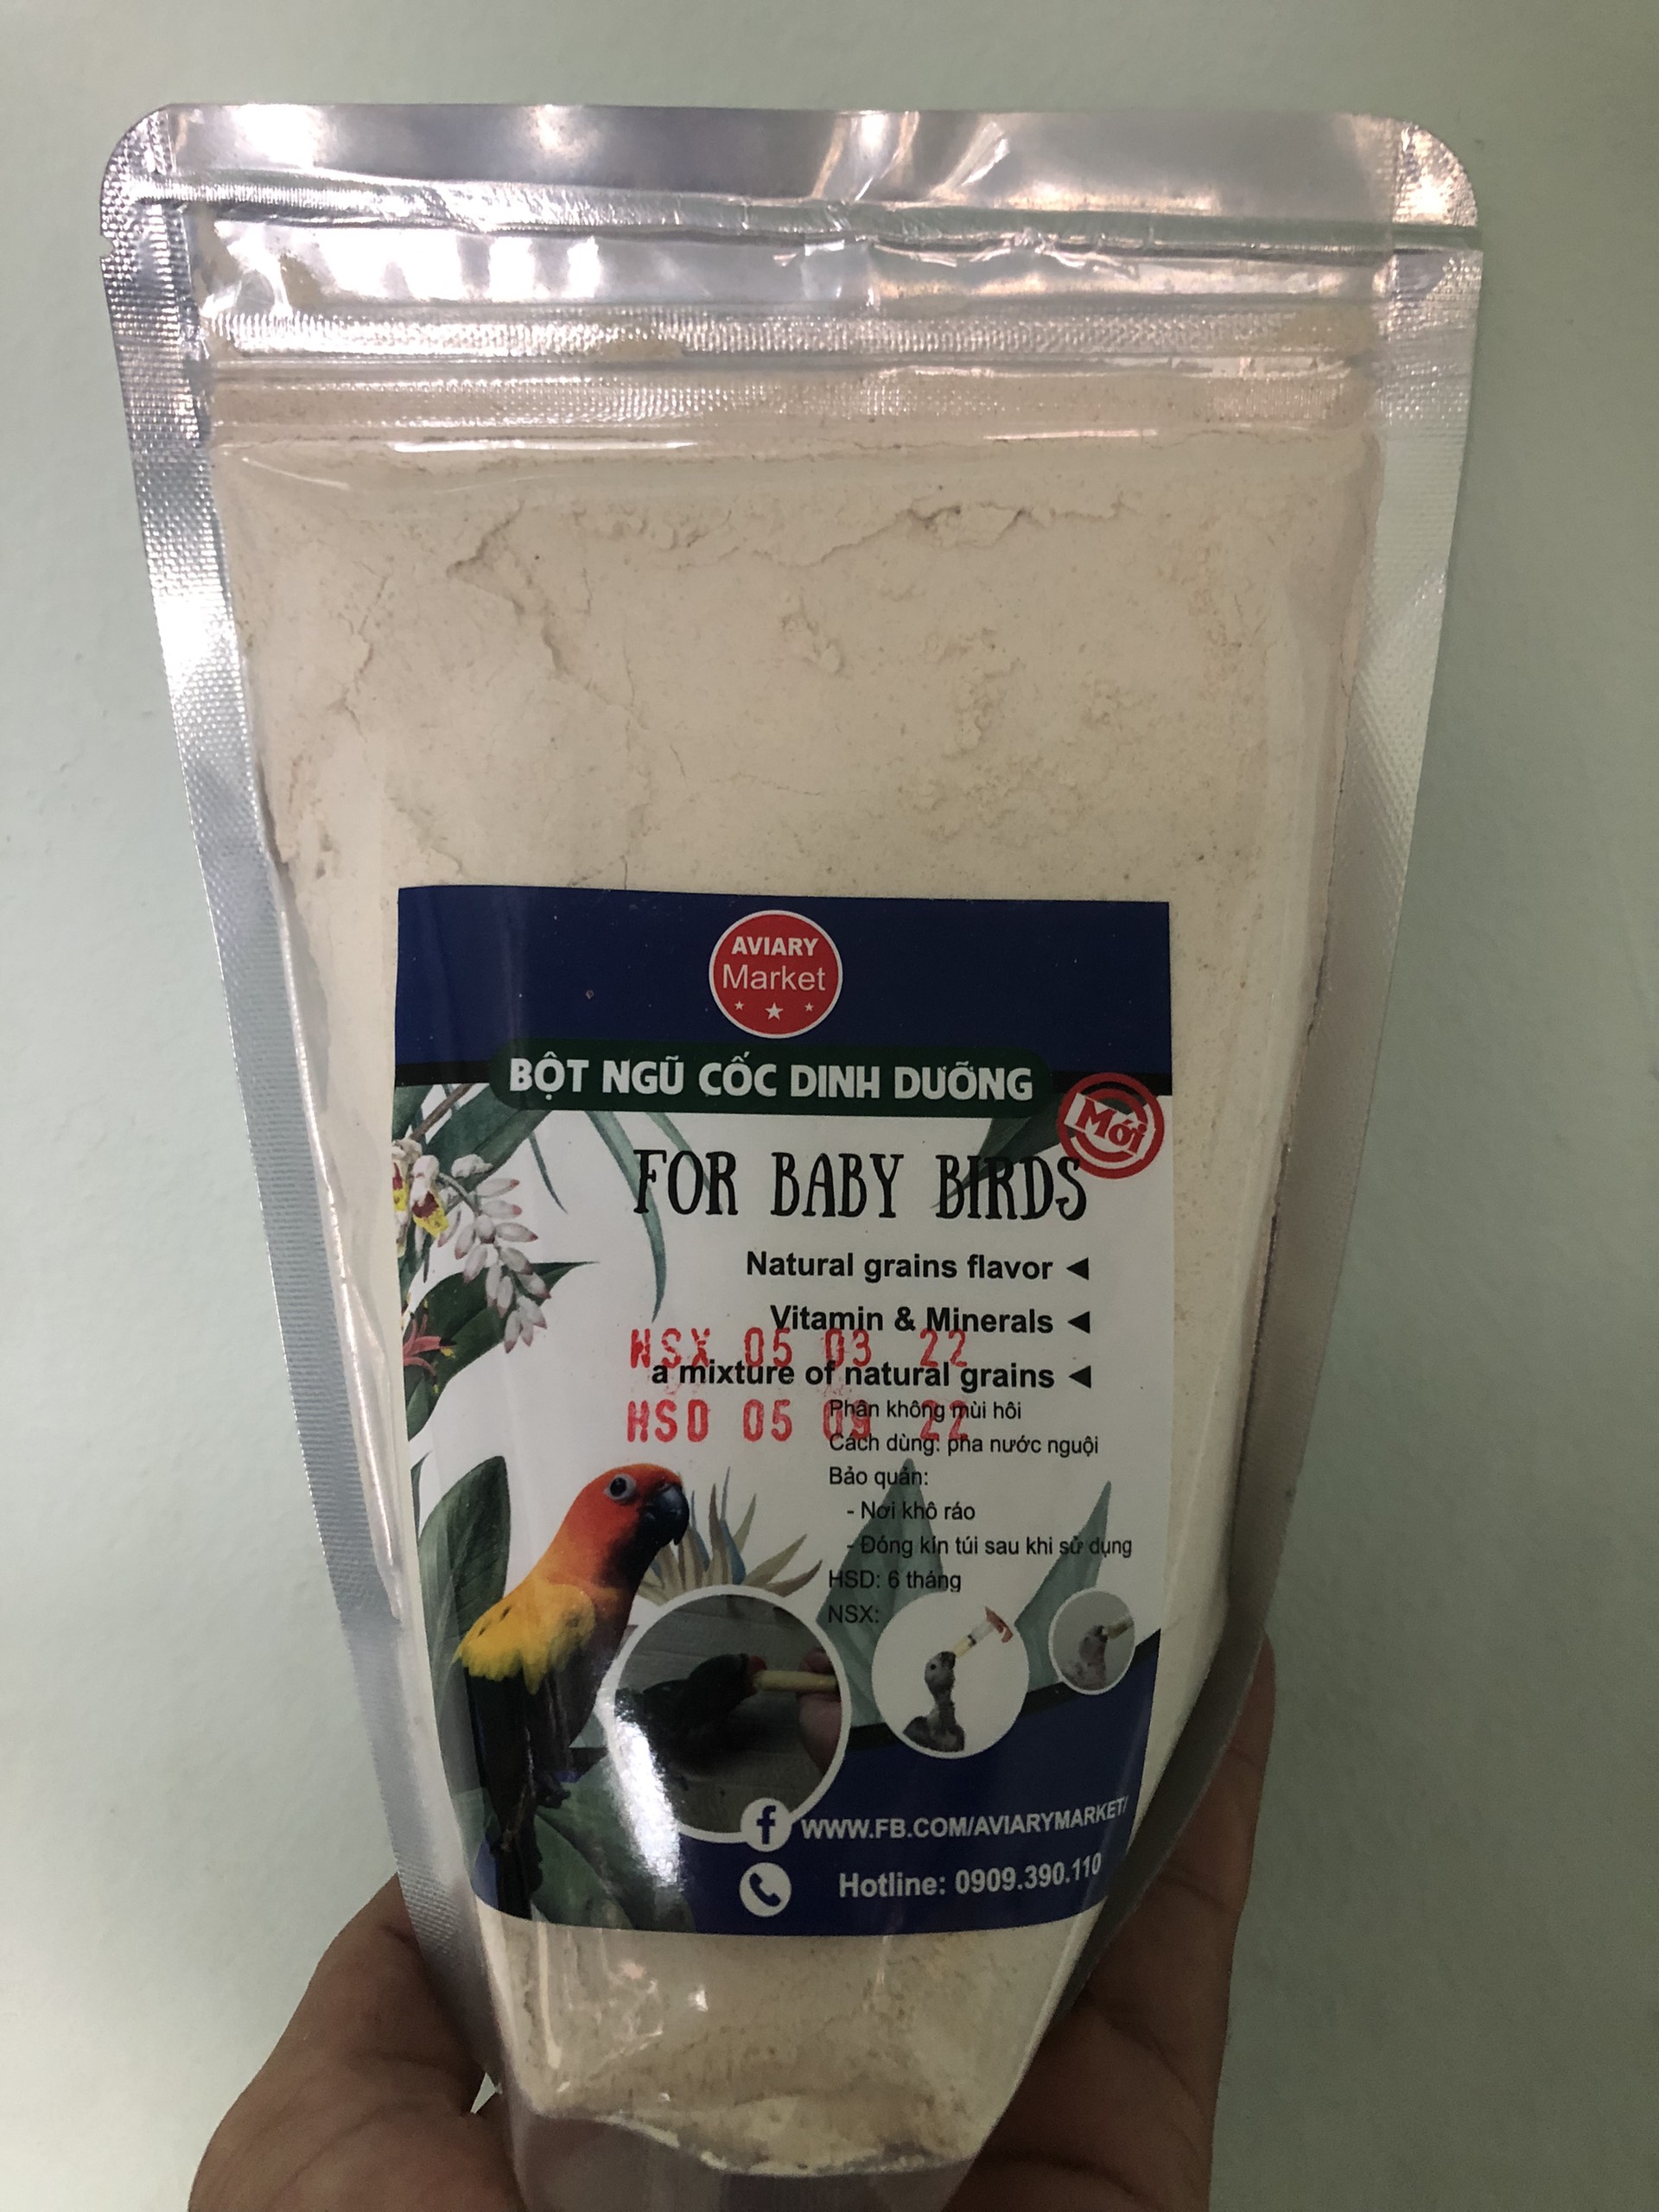 AVIARY
Market
BỘT NGŨ CỐC DINH DƯỠNG
Mới
FOR BABY BIRDS
Natural grains flavor
Vitamin & Minerals
NSX 05 03 22
a mixture of natural grains
HSD 05 09 22
Phân không mùi hôi
Cách dùng: pha nước nguội
Bảo quản:
- Nơi khô ráo
- Đóng kín túi sau khi sử dụng
HSD: 6 tháng
NSX:
WWW.FB.COM/AVIARYMARKET/
Hotline: 0909.390.110